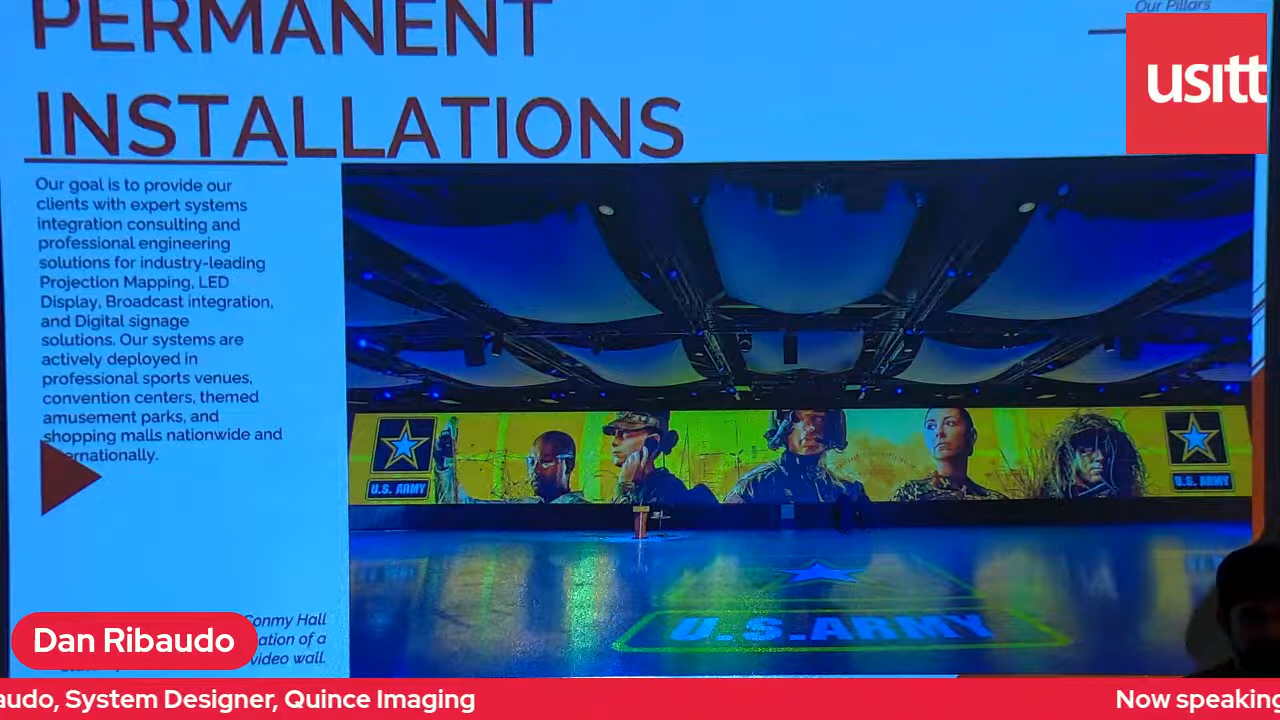 Our Pillars
PERMANENT
INSTALLATIONS
usitt
Our goal is to provide our
clients with expert systems
integration consulting and
professional engineering
solutions for industry-leading
Projection Mapping, LED
Display, Broadcast integration,
and Digital signage
solutions. Our systems are
actively deployed in
professional sports venues,
convention centers, themed
amusement parks, and
shopping malls nationwide and
ernationally.
U.S. ARMY
U.S. ARMY
U.S.ARMY
Conmy Hall
ation of a
video wall.
Dan Ribaudo
audo, System Designer, Quince Imaging
Now speaking